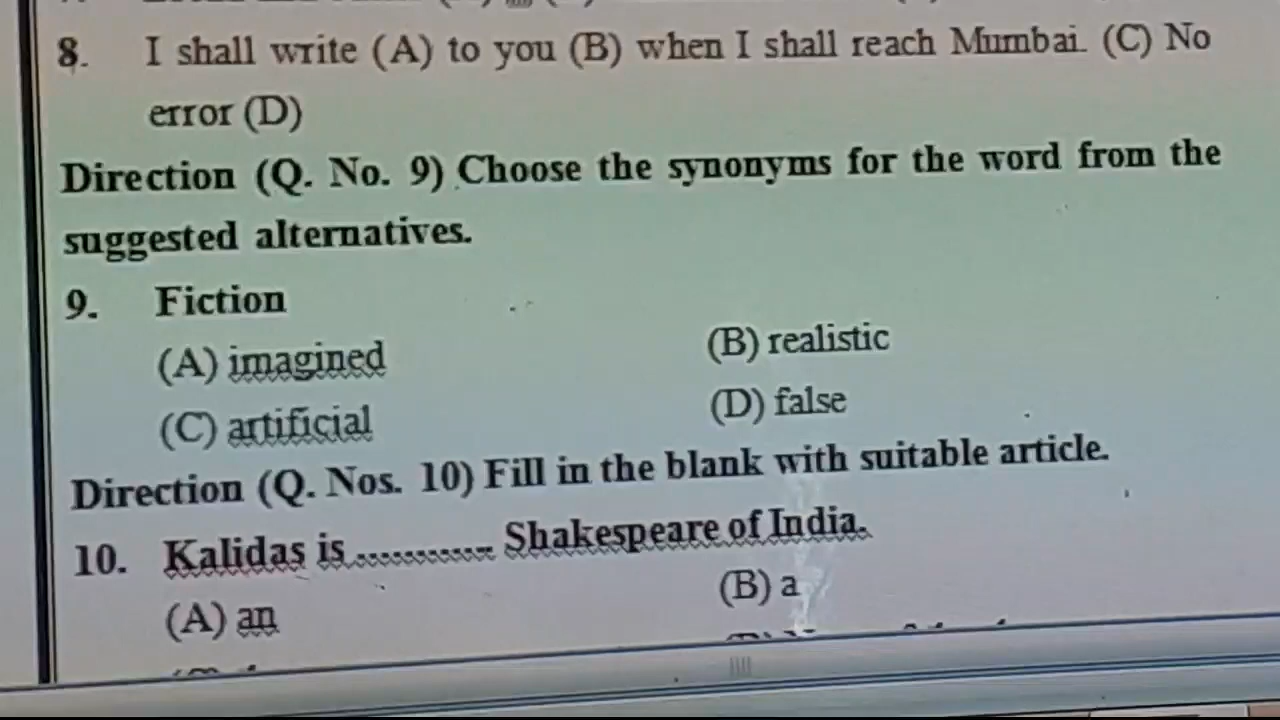 8. I shall write (A) to you (B) when I shall reach Mumbai. (C) No
error (D)
Direction (Q. No. 9) Choose the synonyms for the word from the
suggested alternatives.
9. Fiction
(A) imagined (B) realistic
(C) artificial (D) false
Direction (Q. Nos. 10) Fill in the blank with suitable article.
10. Kalidas is ............ Shakespeare of India.
(A) an (B) a